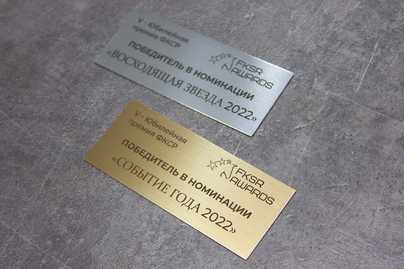 V - Юбилейная
премия ФКСР
FKSR
AWARDS
ПОБЕДИТЕЛЬ В НОМИНАЦИИ
«ВОСХОДЯЩАЯ ЗВЕЗДА 2022»
V - Юбилейная
премия ФКСР
FKSR
AWARDS
ПОБЕДИТЕЛЬ В НОМИНАЦИИ
«СОБЫТИЕ ГОДА 2022»